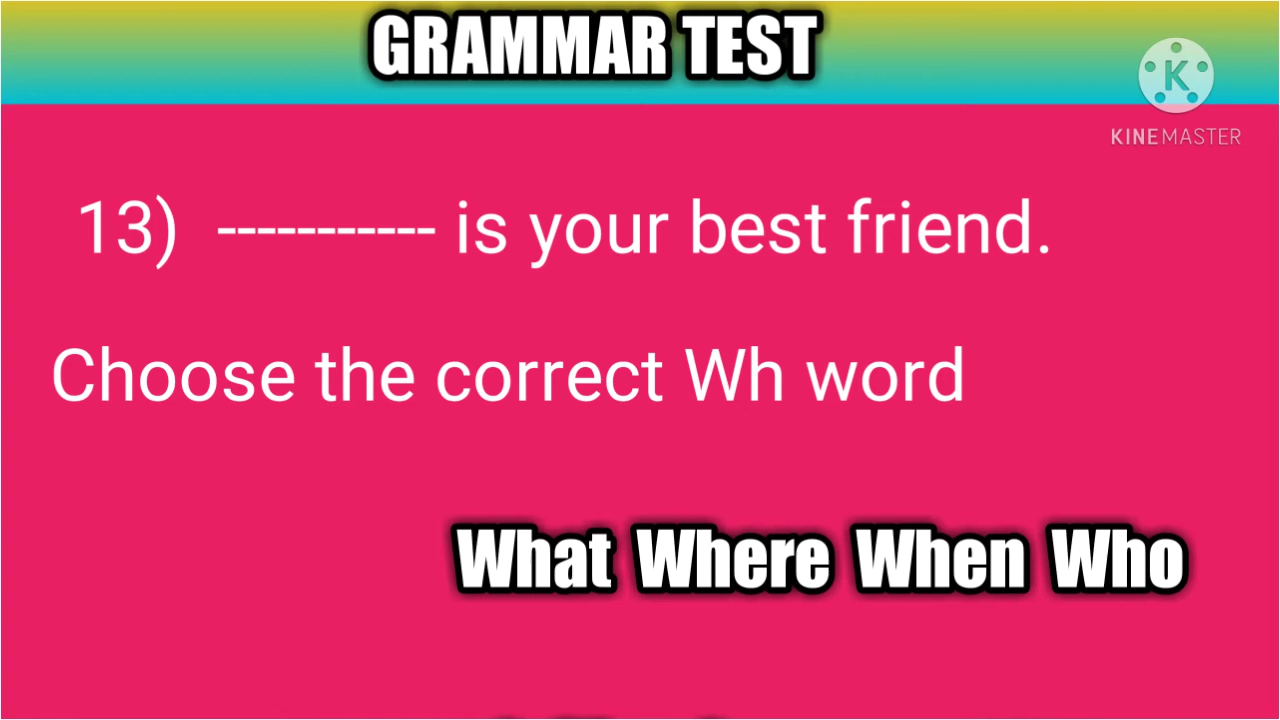 GRAMMAR TEST
K
KINEMASTER
13) ----------- is your best friend.
Choose the correct Wh word
What Where When Who